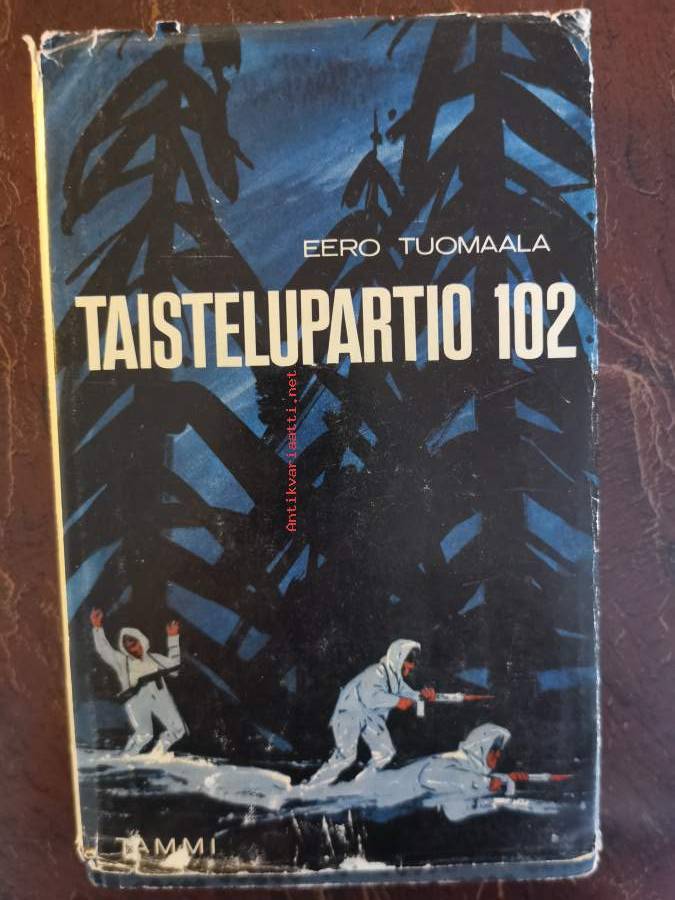 EERO TUOMAALA
TAISTELUPARTIO 102
Antikvariaatti.net
TAMMI